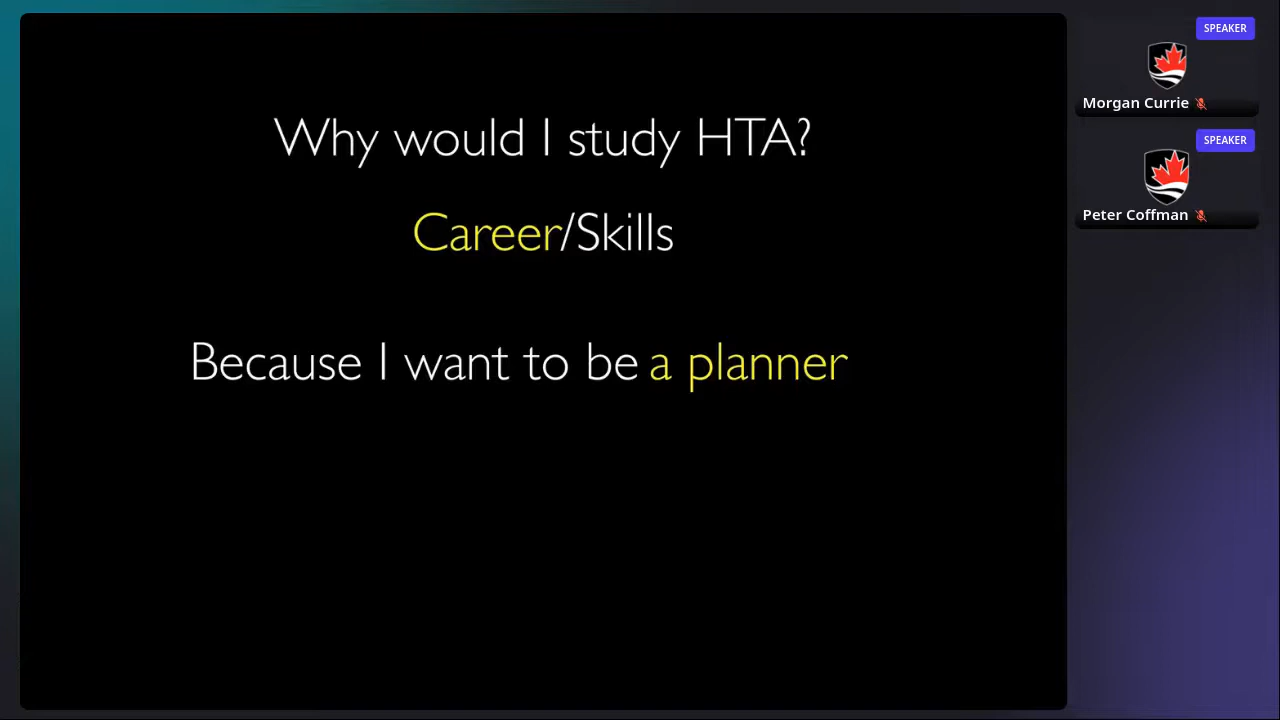 Why would I study HTA?
Career/Skills
Because I want to be a planner
SPEAKER
Morgan Currie
SPEAKER
Peter Coffman